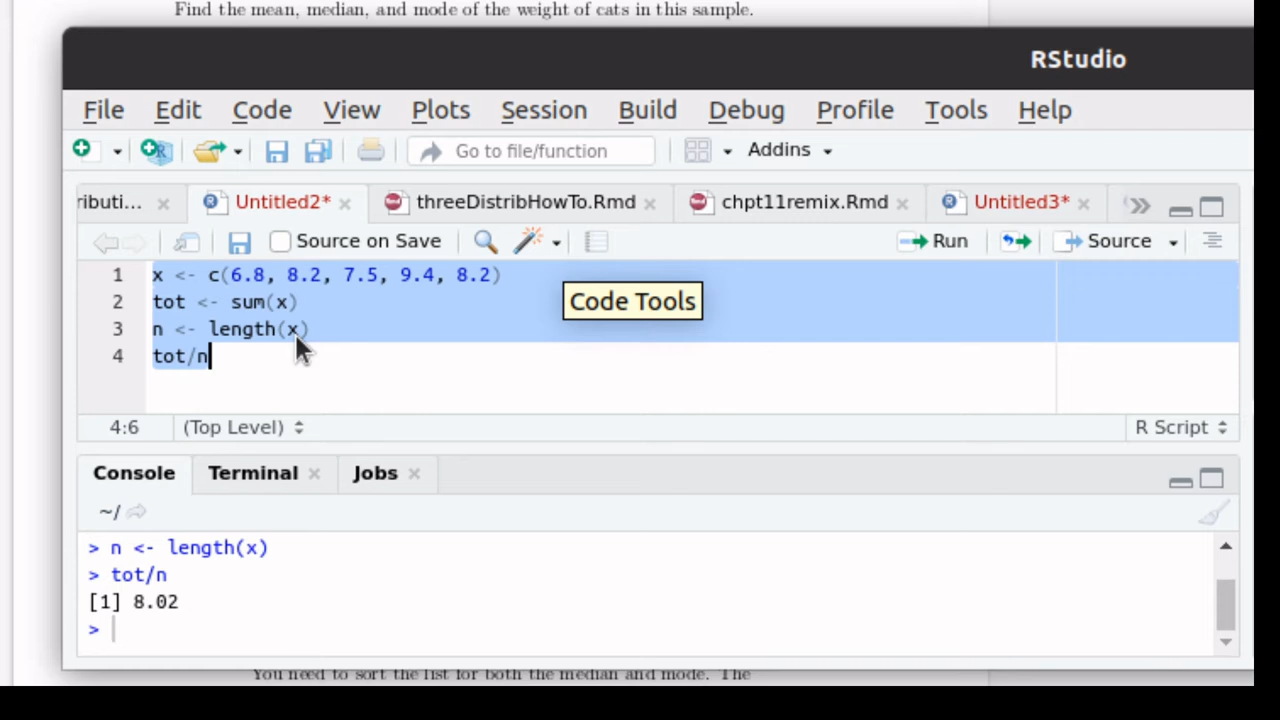 Find the mean, median, and mode of the weight of cats in this sample.
RStudio
File Edit Code View Plots Session Build Debug Profile Tools Help
Go to file/function Addins
ributi... Untitled2* threeDistribHowTo.Rmd chpt11remix.Rmd Untitled3*
Source on Save Run Source
1 x <- c(6.8, 8.2, 7.5, 9.4, 8.2)
2 tot <- sum(x)
Code Tools
3 n <- length(x)
4 tot/n
4:6 (Top Level) R Script
Console Terminal Jobs
~/
> n <- length(x)
> tot/n
[1] 8.02
>
You need to sort the list for both the median and mode. The